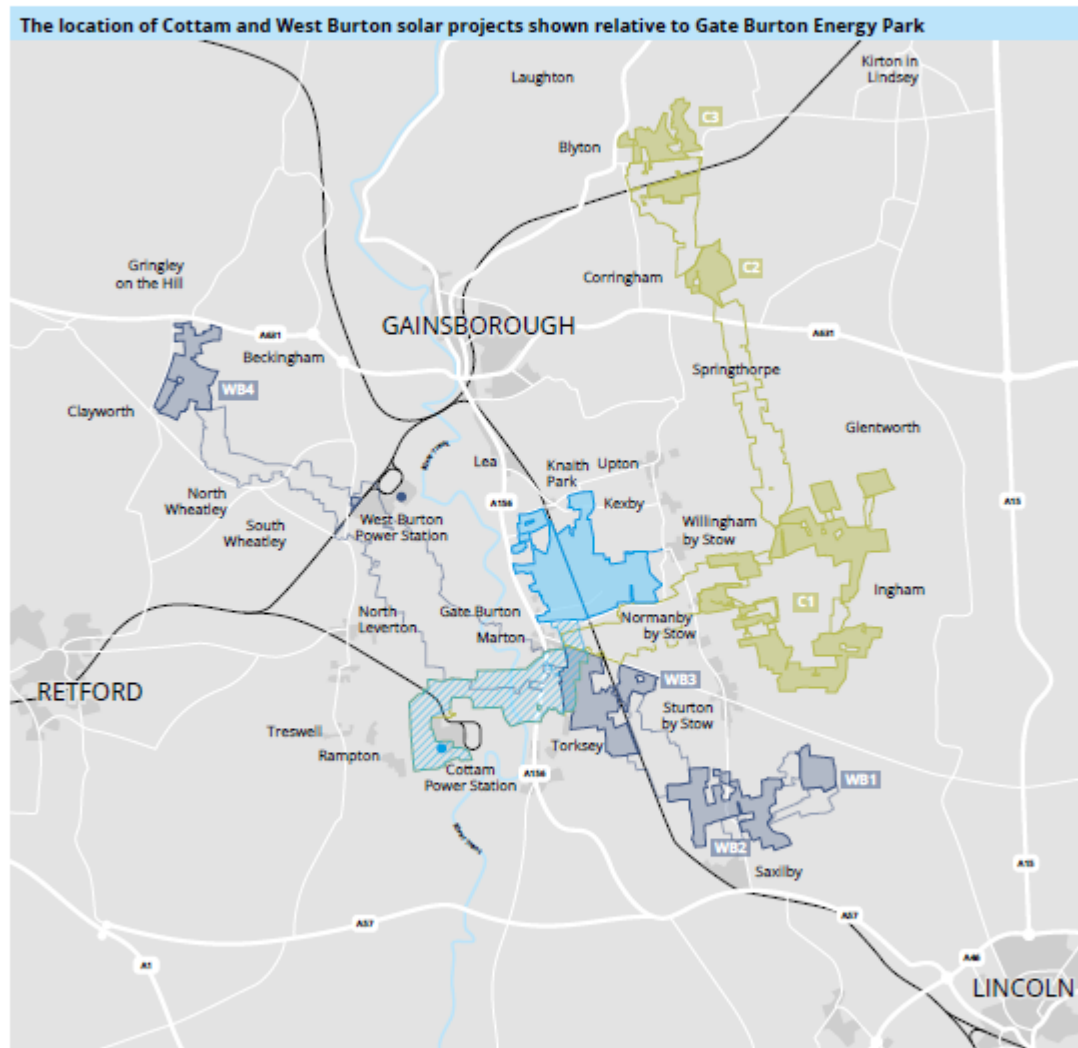 The location of Cottam and West Burton solar projects shown relative to Gate Burton Energy Park
Laughton
Kirton in
Lindsey
C3
Blyton
Gringley
on the Hill
Corringham
C2
GAINSBOROUGH
A631
A631
Beckingham
Springthorpe
WB4
Clayworth
Glentworth
Lea
Knaith
Park
Upton
A15
A156
Kexby
North
Wheatley
South
Wheatley
West Burton
Power Station
Willingham
by Stow
C1
Ingham
North
Leverton
Gate Burton
Marton
Normanby
by Stow
WB3
RETFORD
Sturton
by Stow
Treswell
Rampton
Torksey
Cottam
Power Station
A156
WB1
WB2
Saxilby
A15
A57
A57
A1
A46
LINCOLN